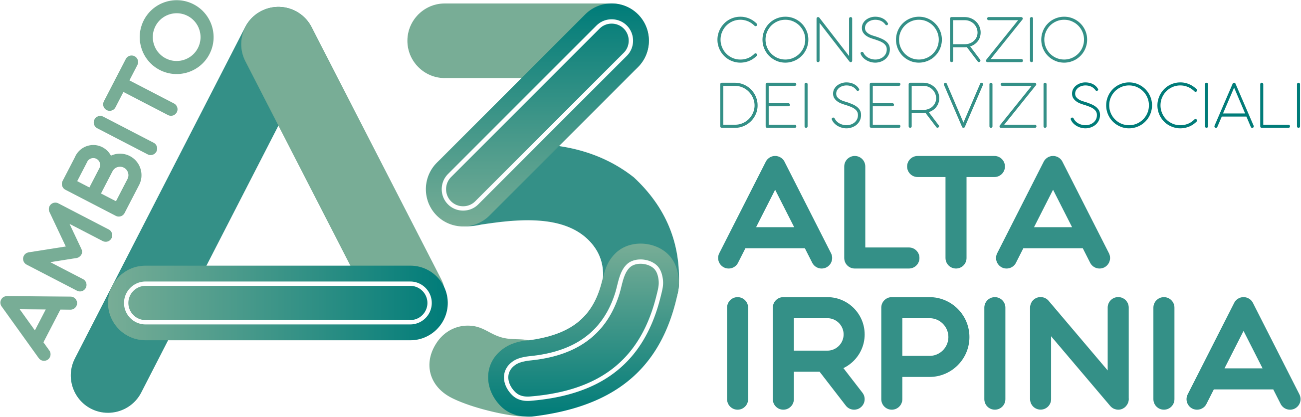 AMBITO
A3
CONSORZIO
DEI SERVIZI SOCIALI
ALTA
IRPINIA